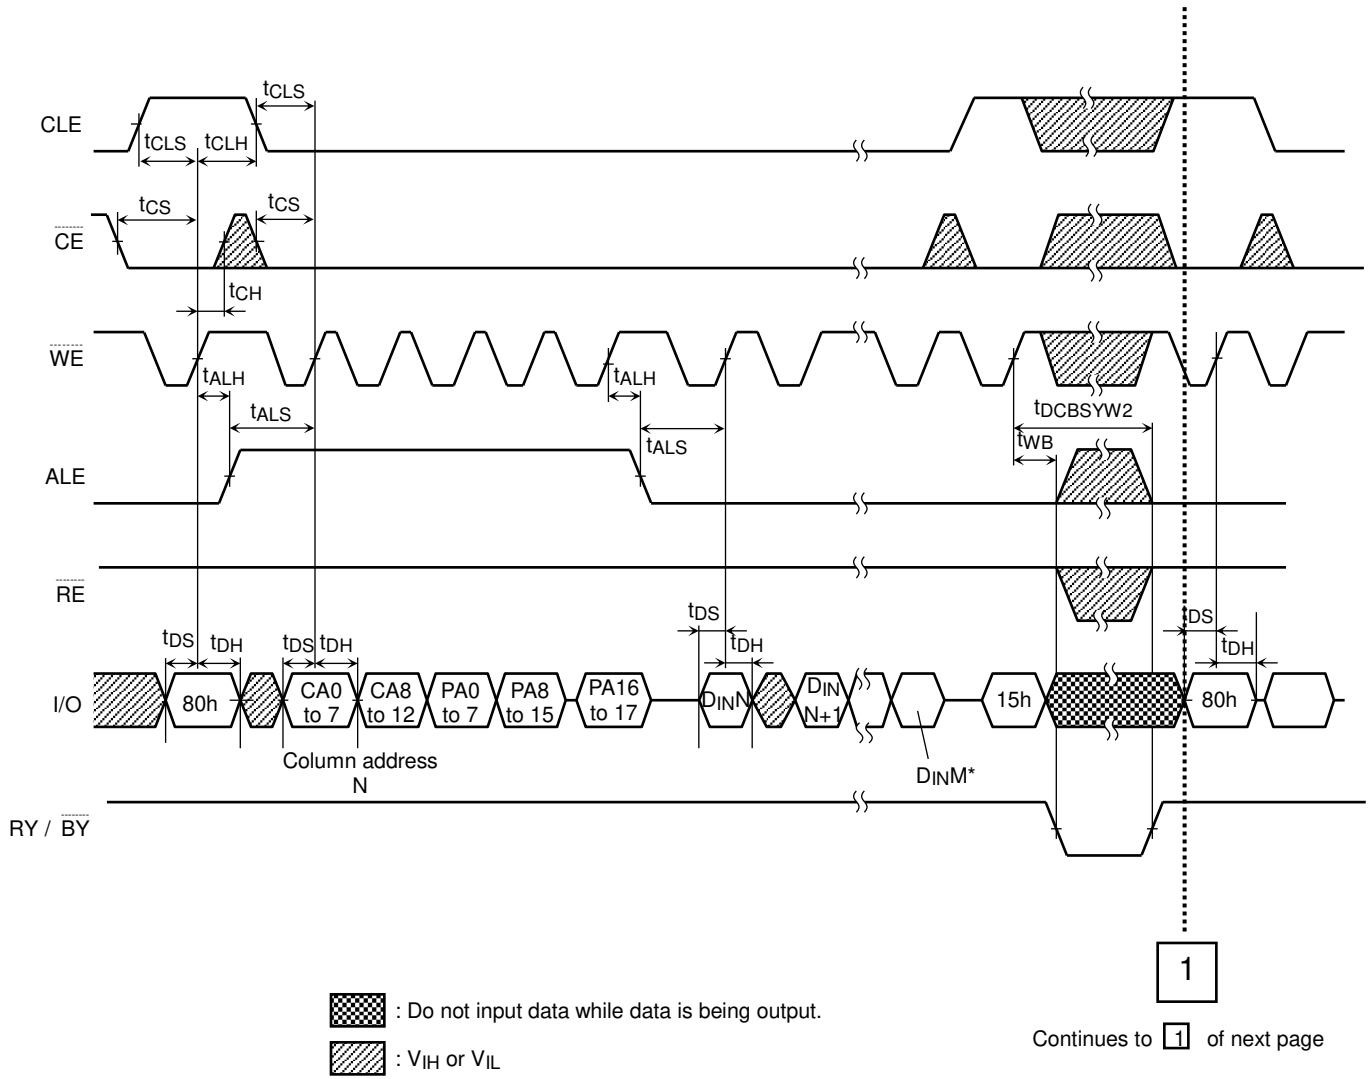 tCLS
CLE
tCLS tCLH
tCS tCS
CE
tCH
WE
tALH tALH
tALS tDCBSYW2
tALS tWB
ALE
RE
tDS tDS
tDS tDH tDS tDH tDH tDH
I/O 80h CA0 to 7 CA8 to 12 PA0 to 7 PA8 to 15 PA16 to 17 DINN DIN N+1 15h 80h
Column address
N
DINM*
RY / BY
1
: Do not input data while data is being output.
Continues to 1 of next page
: VIH or VIL